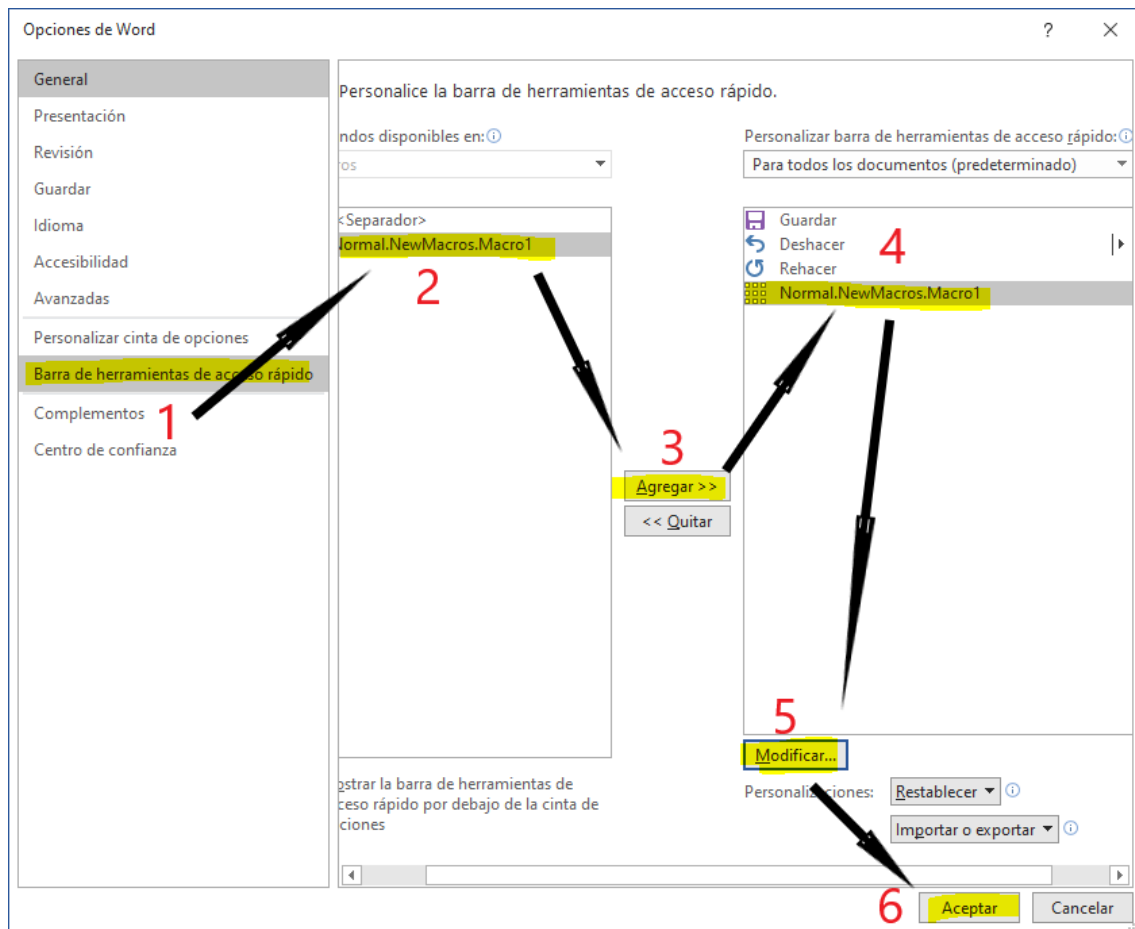 Opciones de Word
General
Presentación
Revisión
Guardar
Idioma
Accesibilidad
Avanzadas
Personalizar cinta de opciones
Barra de herramientas de acceso rápido
Complementos
Centro de confianza
1
Personalice la barra de herramientas de acceso rápido.
ndos disponibles en:
ros
<Separador>
Normal.NewMacros.Macro1
2
3
Agregar >>
<< Quitar
ostrar la barra de herramientas de
ceso rápido por debajo de la cinta de
ciones
Personalizar barra de herramientas de acceso rápido:
Para todos los documentos (predeterminado)
Guardar
Deshacer
Rehacer
4
Normal.NewMacros.Macro1
5
Modificar...
Personalizaciones: Restablecer
Importar o exportar
6
Aceptar Cancelar